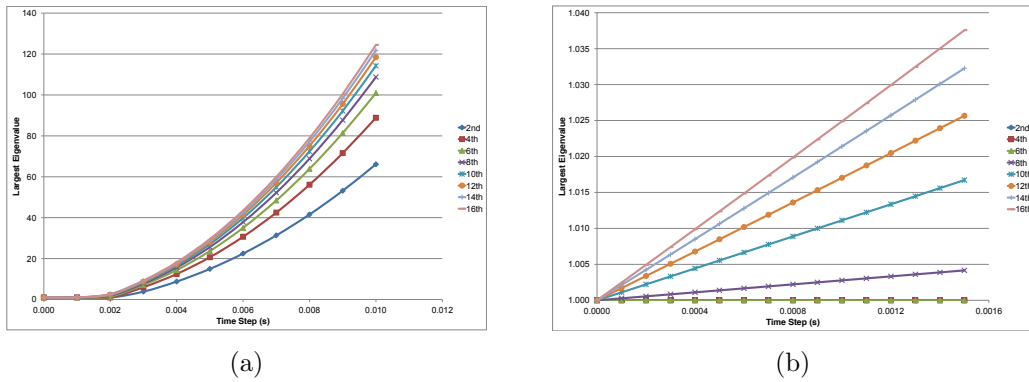 140
120
100
80
60
40
20
0
0.000 0.002 0.004 0.006 0.008 0.010 0.012
Largest Eigenvalue
Time Step (s)
2nd
4th
6th
8th
10th
12th
14th
16th
(a)
1.040
1.035
1.030
1.025
1.020
1.015
1.010
1.005
1.000
0.0000 0.0004 0.0008 0.0012 0.0016
Largest Eigenvalue
Time Step (s)
2nd
4th
6th
8th
10th
12th
14th
16th
(b)